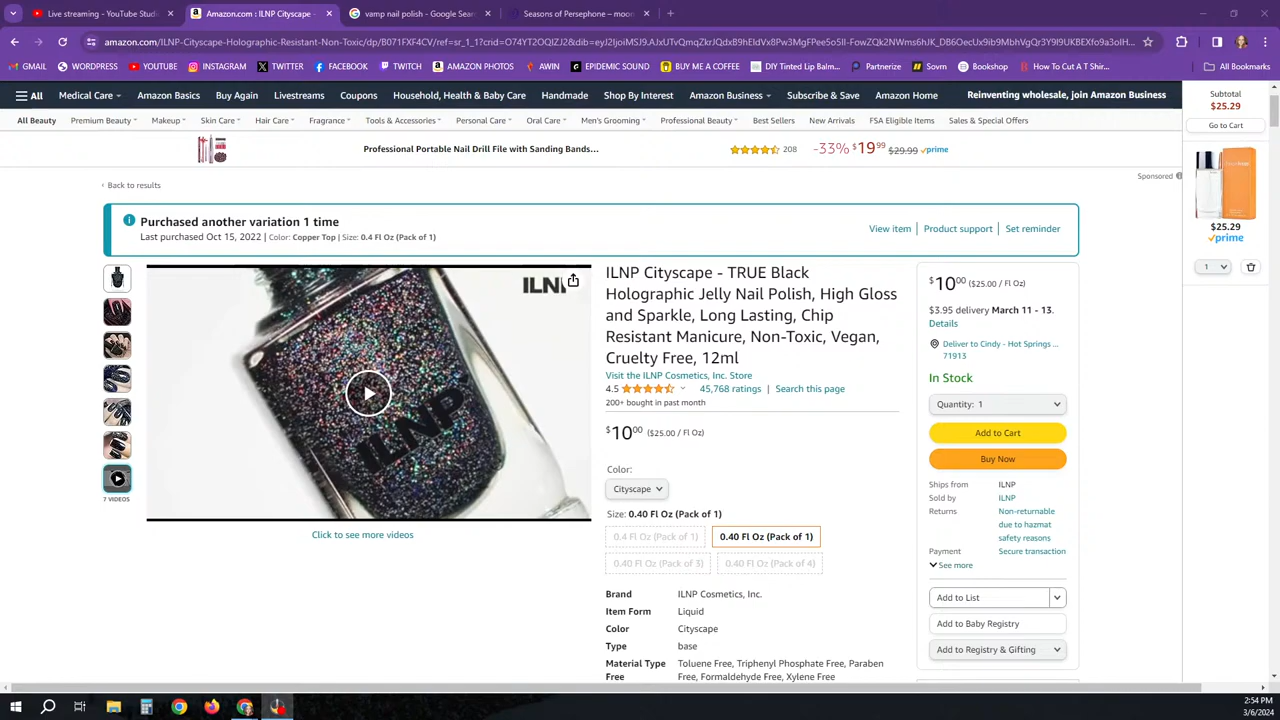 Live streaming - YouTube Studi
Amazon.com : ILNP Cityscape -
vamp nail polish - Google Sear
Seasons of Persephone – moon
GMAIL WORDPRESS YOUTUBE INSTAGRAM TWITTER FACEBOOK TWITCH AMAZON PHOTOS AWIN EPIDEMIC SOUND BUY ME A COFFEE DIY Tinted Lip Balm... Partnerize Sovrn Bookshop How To Cut A T Shir... All Bookmarks
All Medical Care Amazon Basics Buy Again Livestreams Coupons Household, Health & Baby Care Handmade Shop By Interest Amazon Business Subscribe & Save Amazon Home Reinventing wholesale, join Amazon Business
All Beauty Premium Beauty Makeup Skin Care Hair Care Fragrance Tools & Accessories Personal Care Oral Care Men's Grooming Professional Beauty Best Sellers New Arrivals FSA Eligible Items Sales & Special Offers
Professional Portable Nail Drill File with Sanding Bands... 208 -33% $19 99 $29.99 prime
Sponsored
‹ Back to results
Purchased another variation 1 time
Last purchased Oct 15, 2022 | Color: Copper Top | Size: 0.4 Fl Oz (Pack of 1)
View item | Product support | Set reminder
ILNP
ILNP
7 VIDEOS
Click to see more videos
ILNP Cityscape - TRUE Black
Holographic Jelly Nail Polish, High Gloss
and Sparkle, Long Lasting, Chip
Resistant Manicure, Non-Toxic, Vegan,
Cruelty Free, 12ml
Visit the ILNP Cosmetics, Inc. Store
4.5 45,768 ratings | Search this page
200+ bought in past month
$10 00 ($25.00 / Fl Oz)
Color:
Cityscape
Size: 0.40 Fl Oz (Pack of 1)
0.4 Fl Oz (Pack of 1) 0.40 Fl Oz (Pack of 1)
0.40 Fl Oz (Pack of 3) 0.40 Fl Oz (Pack of 4)
Brand ILNP Cosmetics, Inc.
Item Form Liquid
Color Cityscape
Type base
Material Type Toluene Free, Triphenyl Phosphate Free, Paraben
Free Free, Formaldehyde Free, Xylene Free
$10 00 ($25.00 / Fl Oz)
$3.95 delivery March 11 - 13.
Details
Deliver to Cindy - Hot Springs ...
71913
In Stock
Quantity: 1
Add to Cart
Buy Now
Ships from ILNP
Sold by ILNP
Returns Non-returnable
due to hazmat
safety reasons
Payment Secure transaction
See more
Add to List
Add to Baby Registry
Add to Registry & Gifting
Subtotal
$25.29
Go to Cart
$25.29
prime
1
2:54 PM
3/6/2024